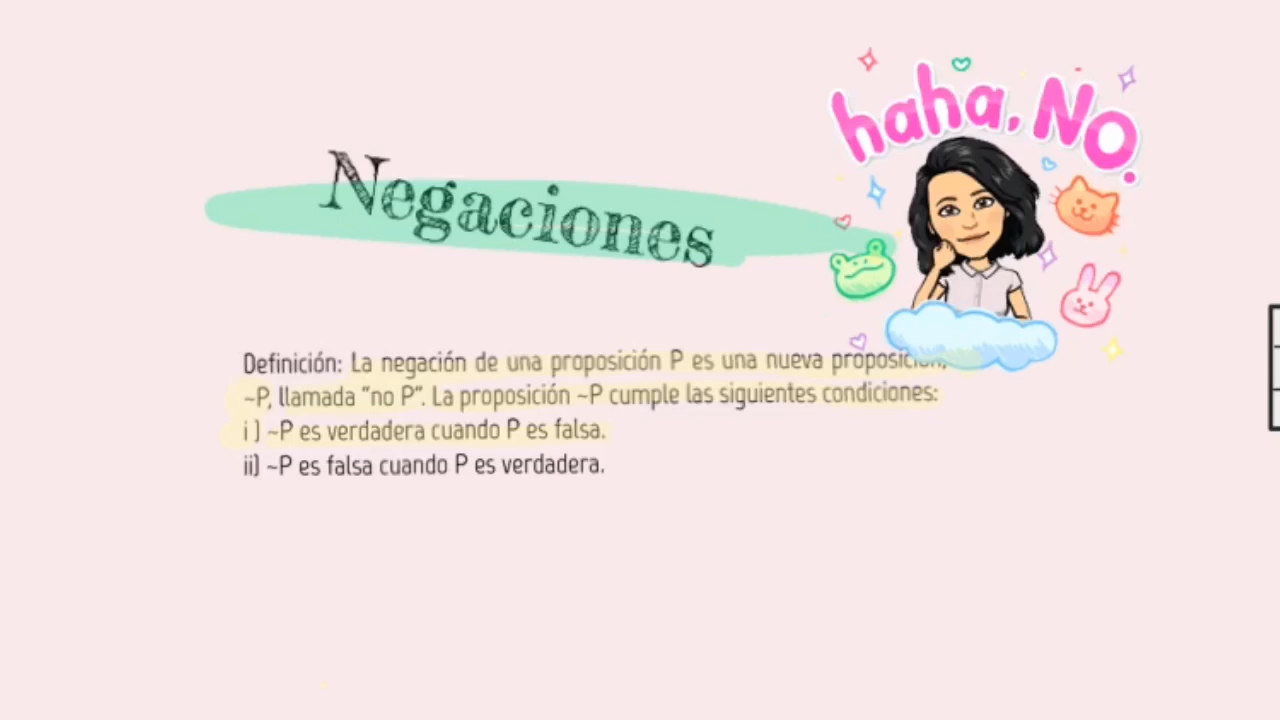 haha, NO.
Negaciones
Definición: La negación de una proposición P es una nueva proposición,
~P, llamada "no P". La proposición ~P cumple las siguientes condiciones:
i ) ~P es verdadera cuando P es falsa.
ii) ~P es falsa cuando P es verdadera.